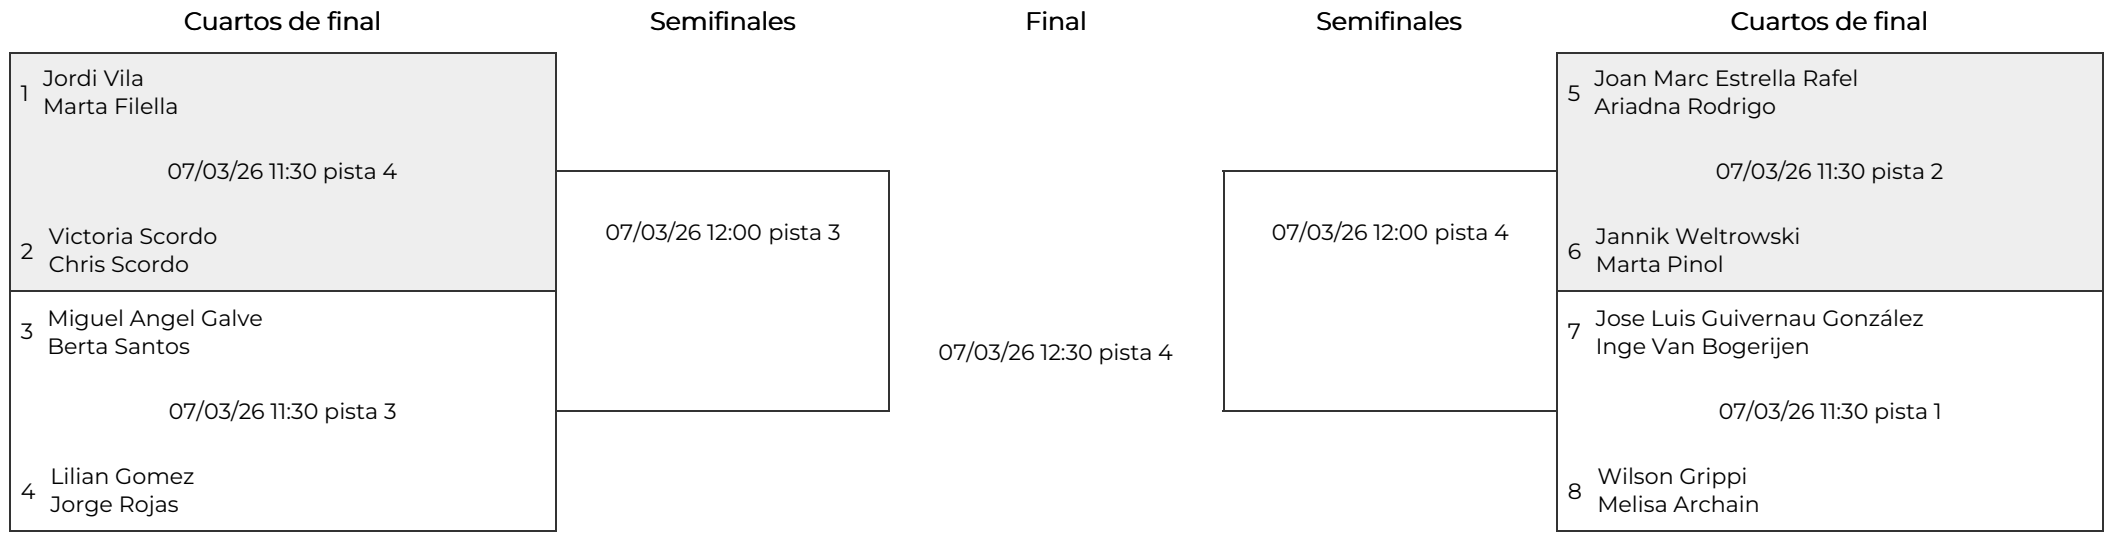 Cuartos de final
Semifinales
Final
Semifinales
Cuartos de final
1
Jordi Vila
Marta Filella
07/03/26 11:30 pista 4
2
Victoria Scordo
Chris Scordo
3
Miguel Angel Galve
Berta Santos
07/03/26 11:30 pista 3
4
Lilian Gomez
Jorge Rojas
07/03/26 12:00 pista 3
07/03/26 12:30 pista 4
07/03/26 12:00 pista 4
5
Joan Marc Estrella Rafel
Ariadna Rodrigo
07/03/26 11:30 pista 2
6
Jannik Weltrowski
Marta Pinol
7
Jose Luis Guivernau González
Inge Van Bogerijen
07/03/26 11:30 pista 1
8
Wilson Grippi
Melisa Archain